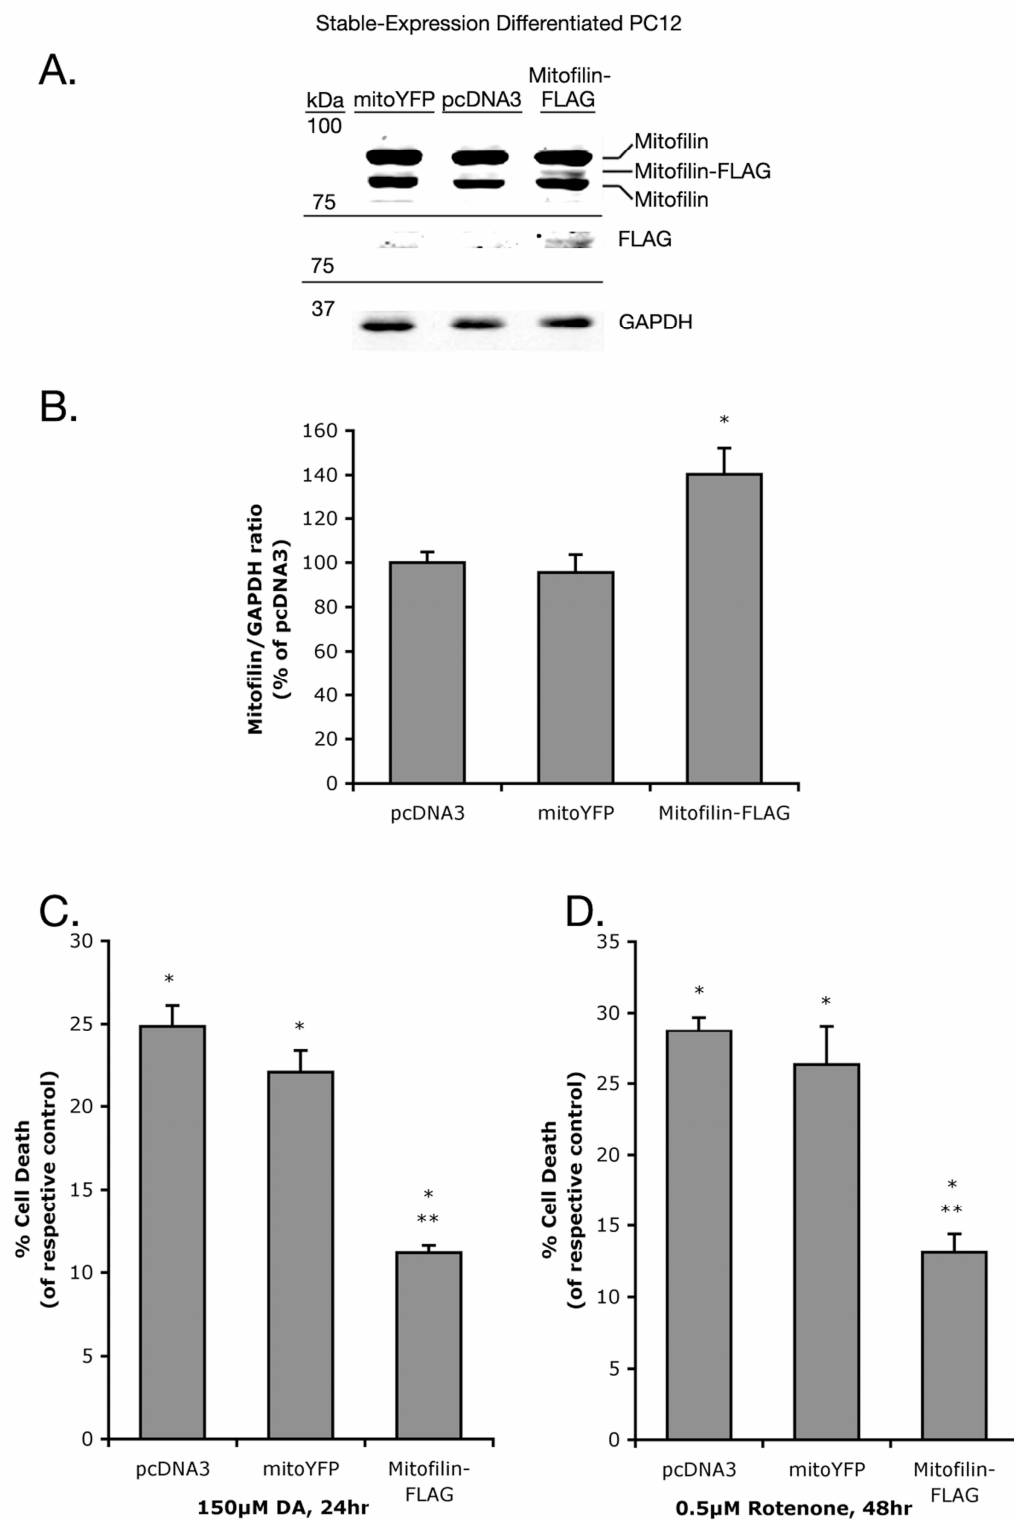 Stable-Expression Differentiated PC12
A.
kDa mitoYFP pcDNA3 Mitofilin-
FLAG
100
Mitofilin
Mitofilin-FLAG
Mitofilin
75
FLAG
75
37
GAPDH
B.
*
160
140
120
100
80
60
40
20
0
Mitofilin/GAPDH ratio
(% of pcDNA3)
pcDNA3 mitoYFP Mitofilin-FLAG
C.
30
25
20
15
10
5
0
% Cell Death
(of respective control)
*
*
*
**
pcDNA3 mitoYFP Mitofilin-
FLAG
150µM DA, 24hr
D.
35
30
25
20
15
10
5
0
% Cell Death
(of respective control)
*
*
*
**
pcDNA3 mitoYFP Mitofilin-
FLAG
0.5µM Rotenone, 48hr